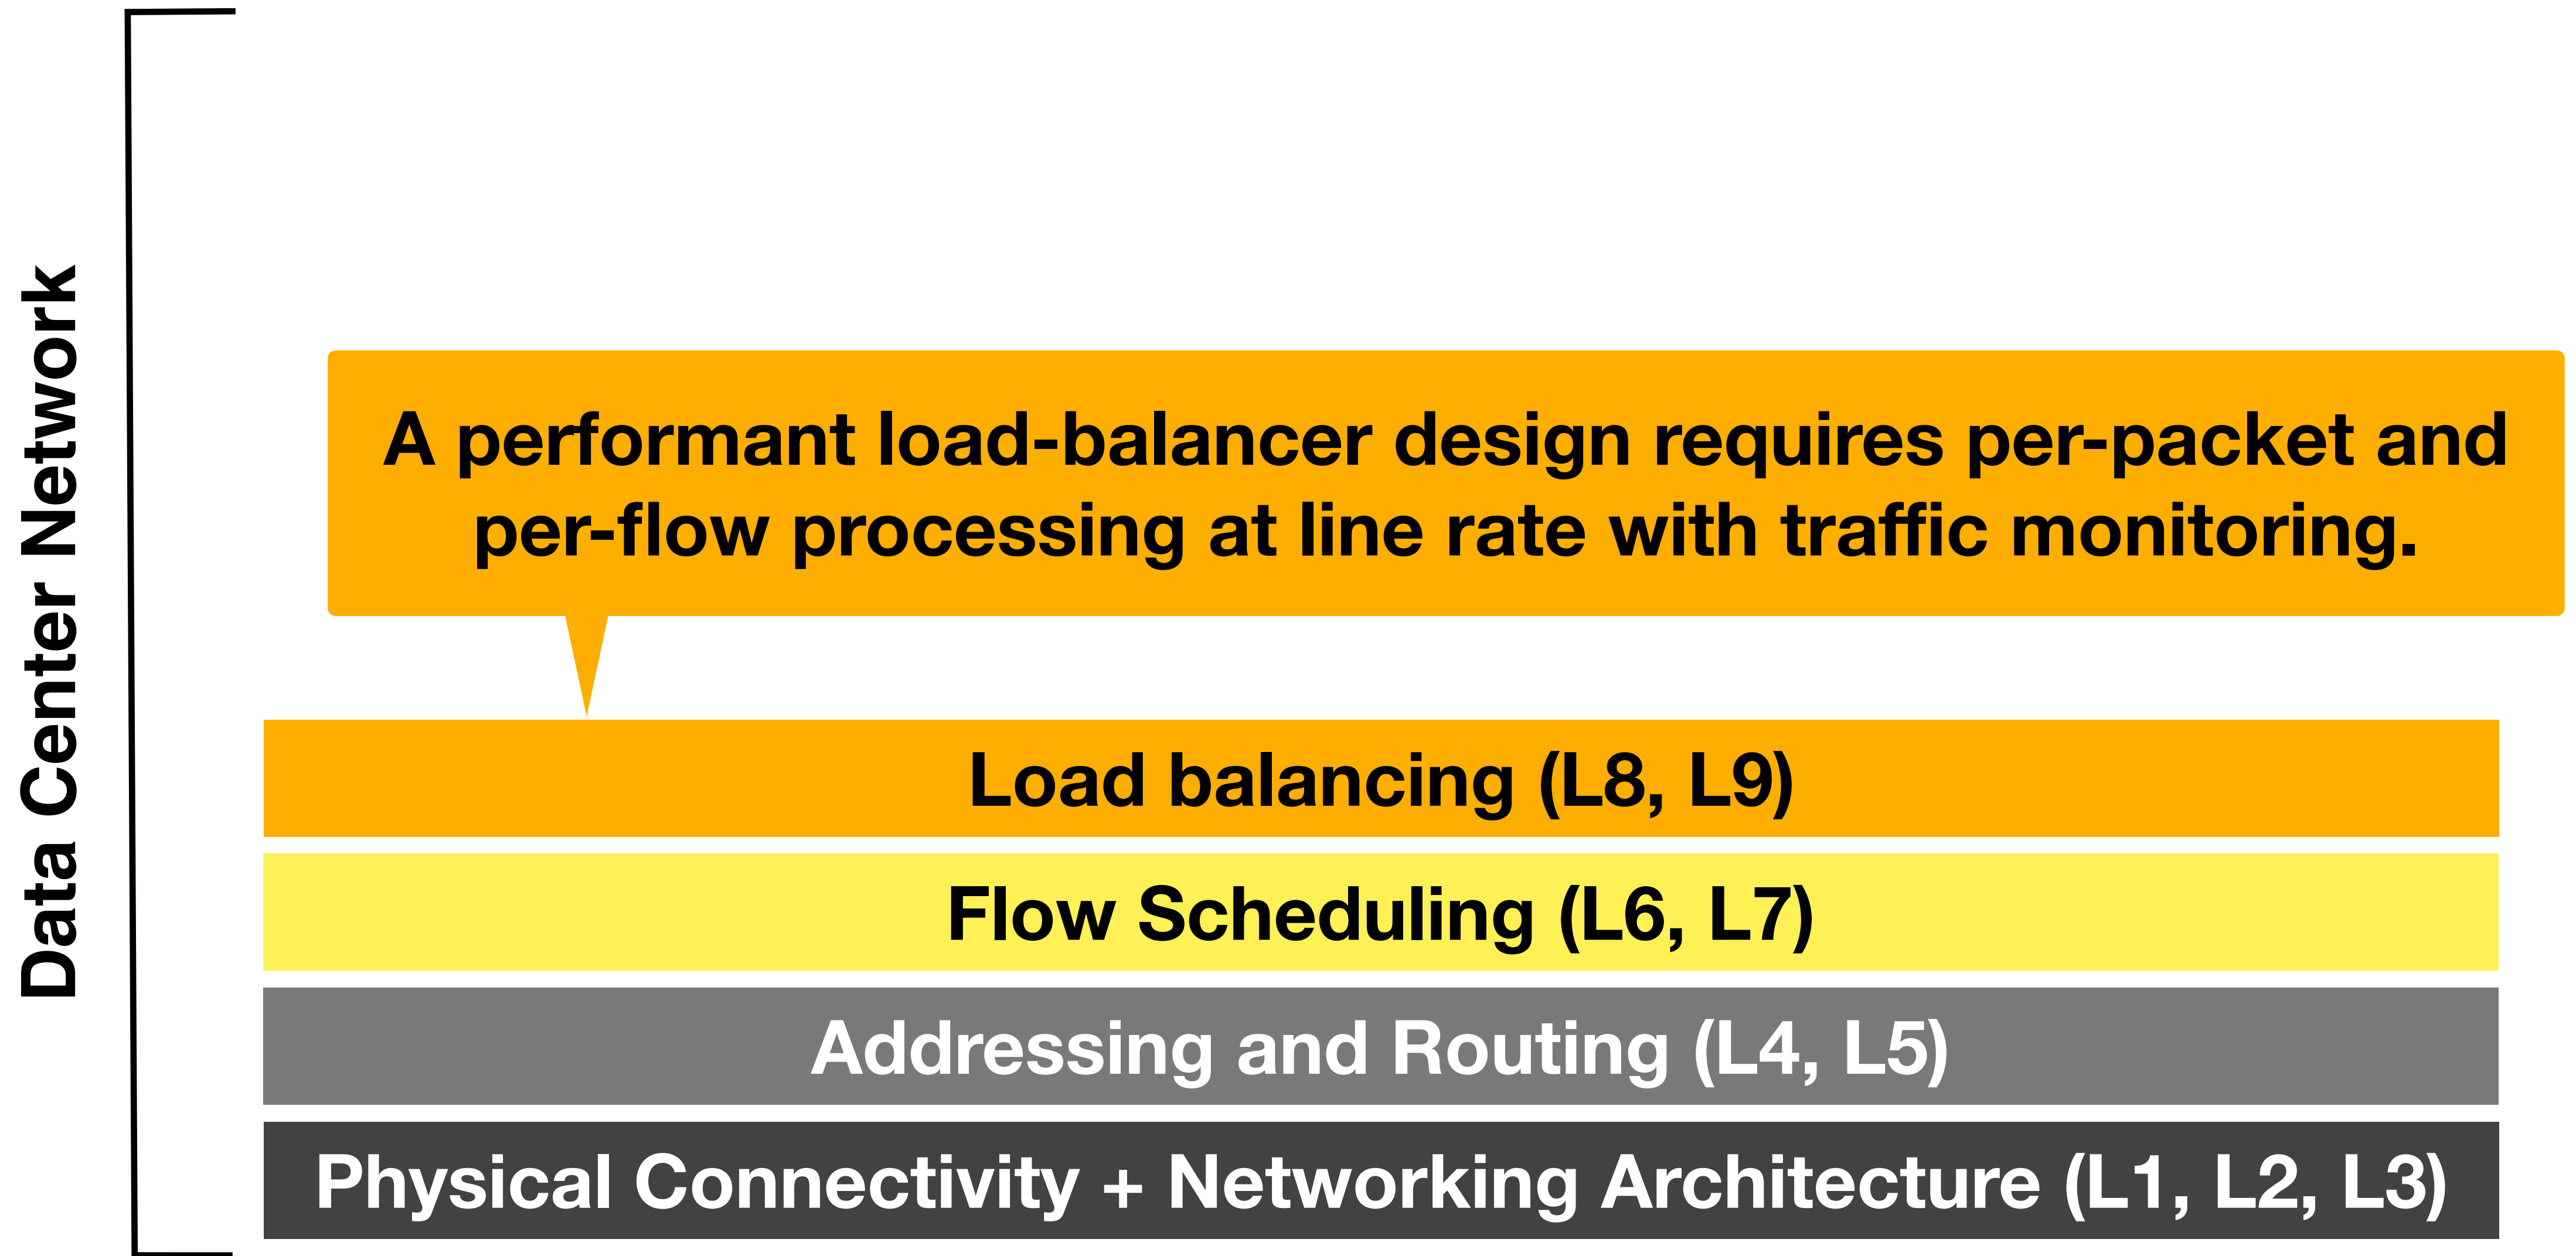 Data Center Network
A performant load-balancer design requires per-packet and
per-flow processing at line rate with traffic monitoring.
Load balancing (L8, L9)
Flow Scheduling (L6, L7)
Addressing and Routing (L4, L5)
Physical Connectivity + Networking Architecture (L1, L2, L3)